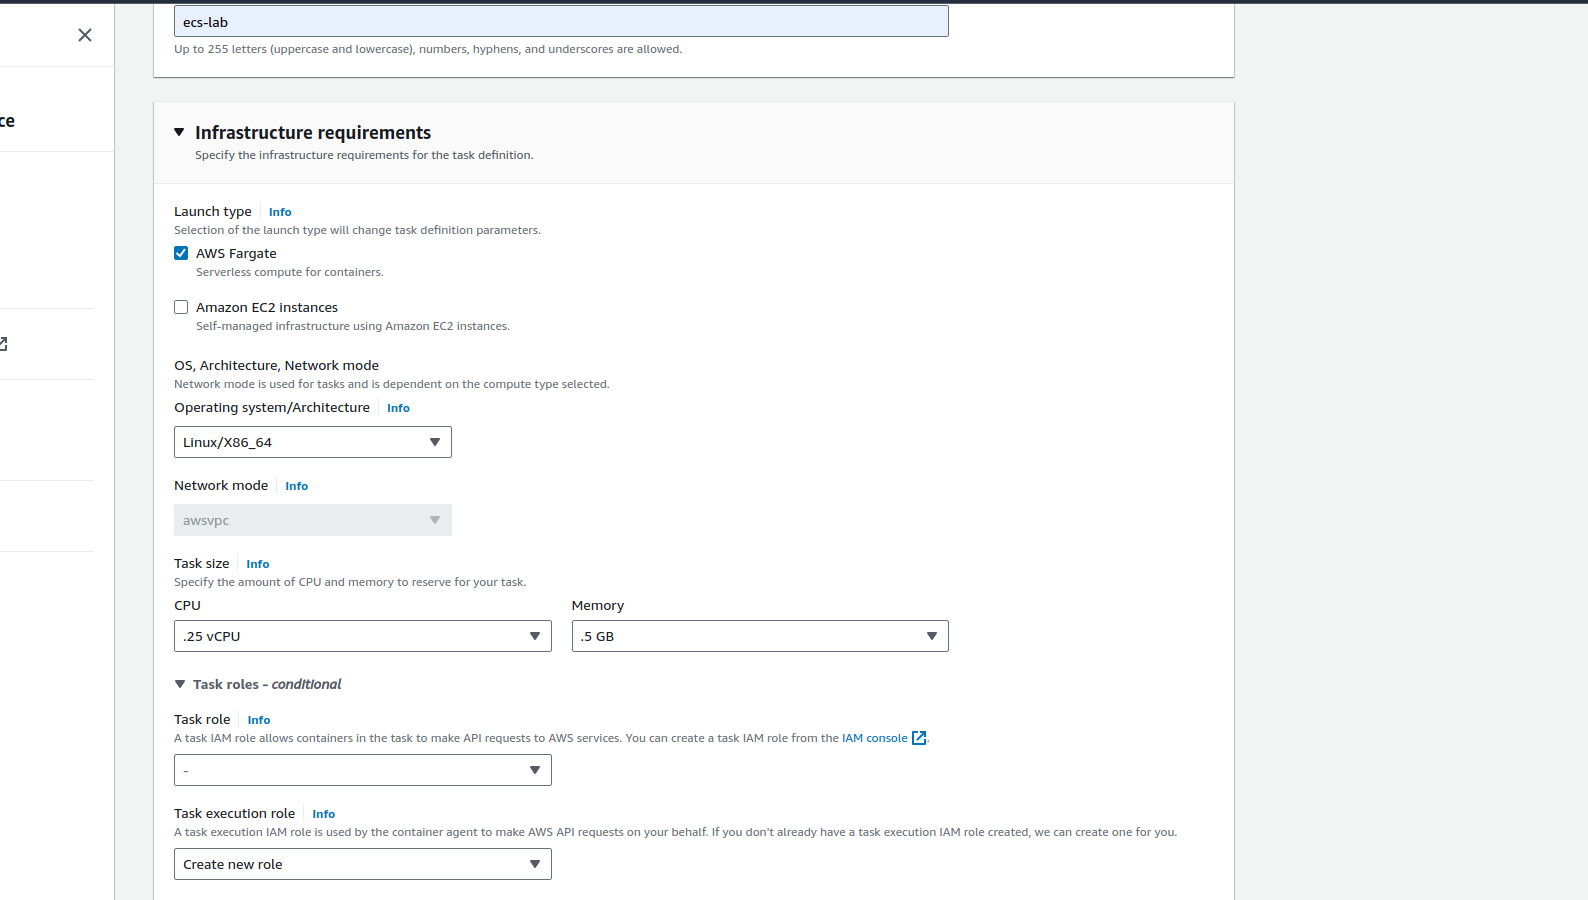 ecs-lab
Up to 255 letters (uppercase and lowercase), numbers, hyphens, and underscores are allowed.
ce
Infrastructure requirements
Specify the infrastructure requirements for the task definition.
Launch type Info
Selection of the launch type will change task definition parameters.
AWS Fargate
Serverless compute for containers.
Amazon EC2 instances
Self-managed infrastructure using Amazon EC2 instances.
OS, Architecture, Network mode
Network mode is used for tasks and is dependent on the compute type selected.
Operating system/Architecture Info
Linux/X86_64
Network mode Info
awsvpc
Task size Info
Specify the amount of CPU and memory to reserve for your task.
CPU Memory
.25 vCPU .5 GB
Task roles - conditional
Task role Info
A task IAM role allows containers in the task to make API requests to AWS services. You can create a task IAM role from the IAM console .
-
Task execution role Info
A task execution IAM role is used by the container agent to make AWS API requests on your behalf. If you don't already have a task execution IAM role created, we can create one for you.
Create new role